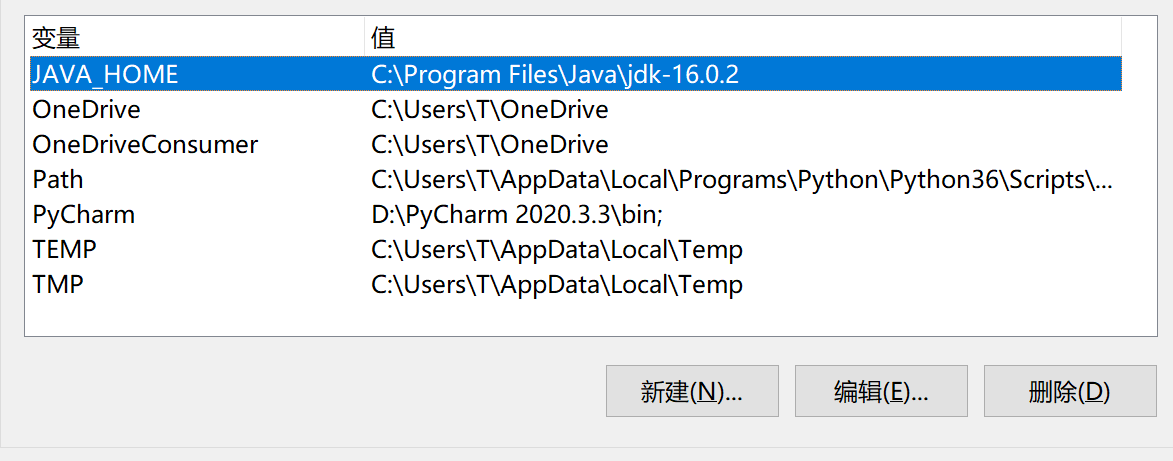 变量 值
JAVA_HOME C:\Program Files\Java\jdk-16.0.2
OneDrive C:\Users\T\OneDrive
OneDriveConsumer C:\Users\T\OneDrive
Path C:\Users\T\AppData\Local\Programs\Python\Python36\Scripts\...
PyCharm D:\PyCharm 2020.3.3\bin;
TEMP C:\Users\T\AppData\Local\Temp
TMP C:\Users\T\AppData\Local\Temp
新建(N)... 编辑(E)... 删除(D)